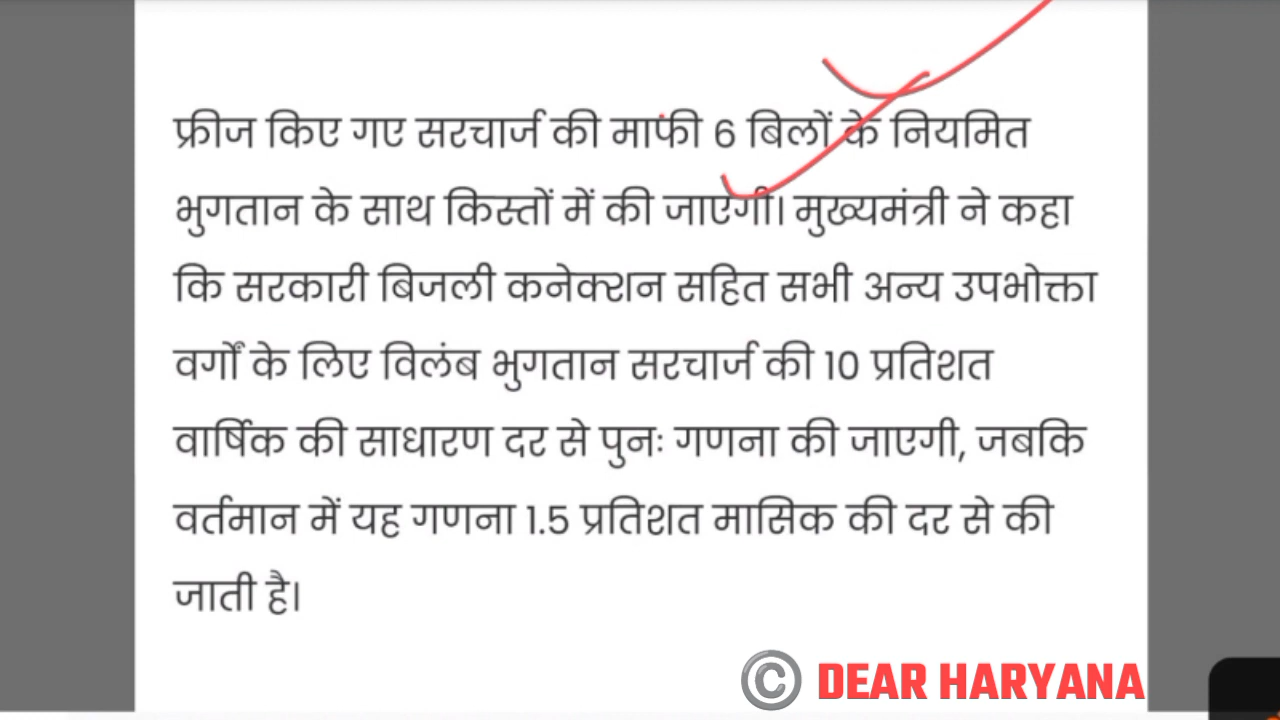 फ्रीज किए गए सरचार्ज की माफी 6 बिलों के नियमित
भुगतान के साथ किस्तों में की जाएगी। मुख्यमंत्री ने कहा
कि सरकारी बिजली कनेक्शन सहित सभी अन्य उपभोक्ता
वर्गों के लिए विलंब भुगतान सरचार्ज की 10 प्रतिशत
वार्षिक की साधारण दर से पुनः गणना की जाएगी, जबकि
वर्तमान में यह गणना 1.5 प्रतिशत मासिक की दर से की
जाती है।
© DEAR HARYANA